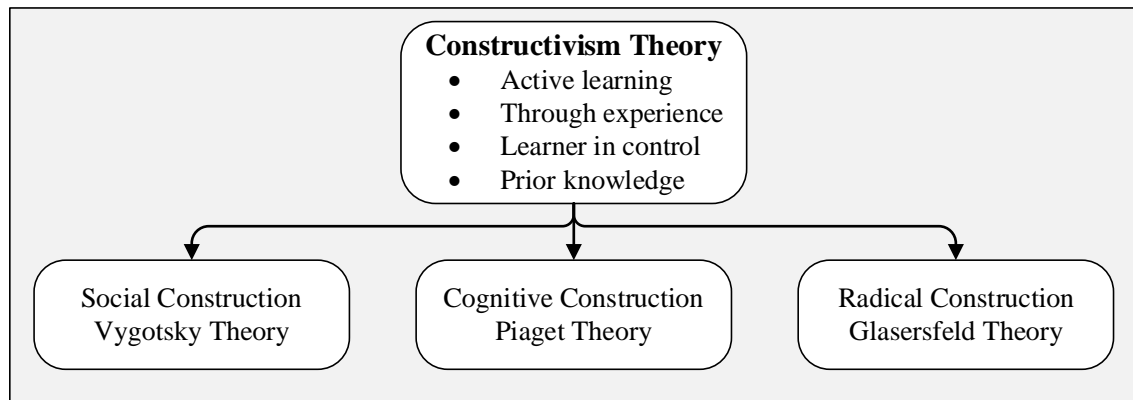 Constructivism Theory
• Active learning
• Through experience
• Learner in control
• Prior knowledge
Social Construction
Vygotsky Theory
Cognitive Construction
Piaget Theory
Radical Construction
Glasersfeld Theory